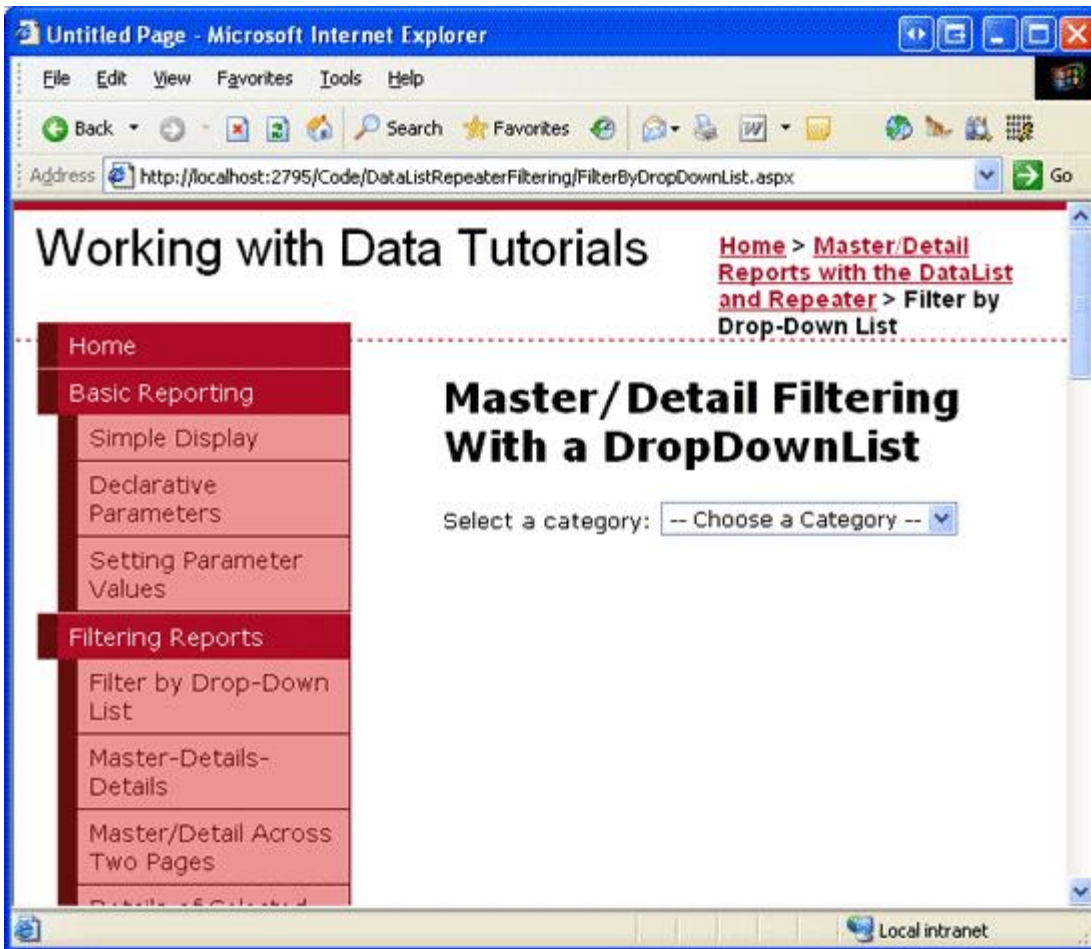 Untitled Page - Microsoft Internet Explorer
File Edit View Favorites Tools Help
Back Search Favorites
Address http://localhost:2795/Code/DataListRepeaterFiltering/FilterByDropDownList.aspx Go
Working with Data Tutorials
Home > Master/Detail
Reports with the DataList
and Repeater > Filter by
Drop-Down List
Home
Basic Reporting
Simple Display
Declarative
Parameters
Setting Parameter
Values
Filtering Reports
Filter by Drop-Down
List
Master-Details-
Details
Master/Detail Across
Two Pages
Details of Selected
Master/Detail Filtering
With a DropDownList
Select a category: -- Choose a Category --
Local intranet